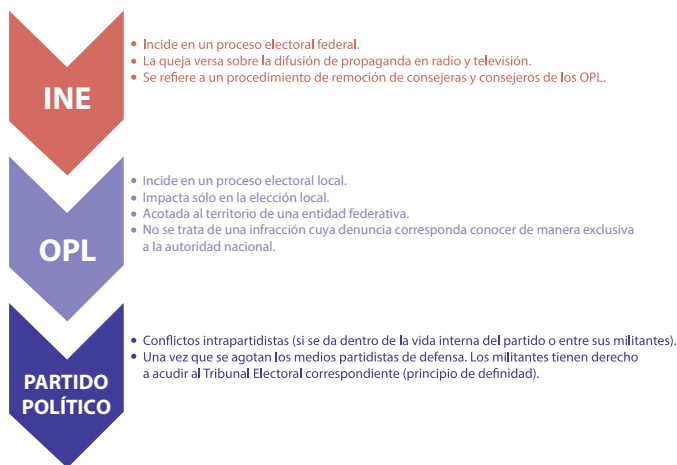 INE
• Incide en un proceso electoral federal.
• La queja versa sobre la difusión de propaganda en radio y televisión.
• Se refiere a un procedimiento de remoción de consejeras y consejeros de los OPL.
OPL
• Incide en un proceso electoral local.
• Impacta sólo en la elección local.
• Acotada al territorio de una entidad federativa.
• No se trata de una infracción cuya denuncia corresponda conocer de manera exclusiva
a la autoridad nacional.
PARTIDO
POLÍTICO
• Conflictos intrapartidistas (si se da dentro de la vida interna del partido o entre sus militantes).
• Una vez que se agotan los medios partidistas de defensa. Los militantes tienen derecho
a acudir al Tribunal Electoral correspondiente (principio de definidad).